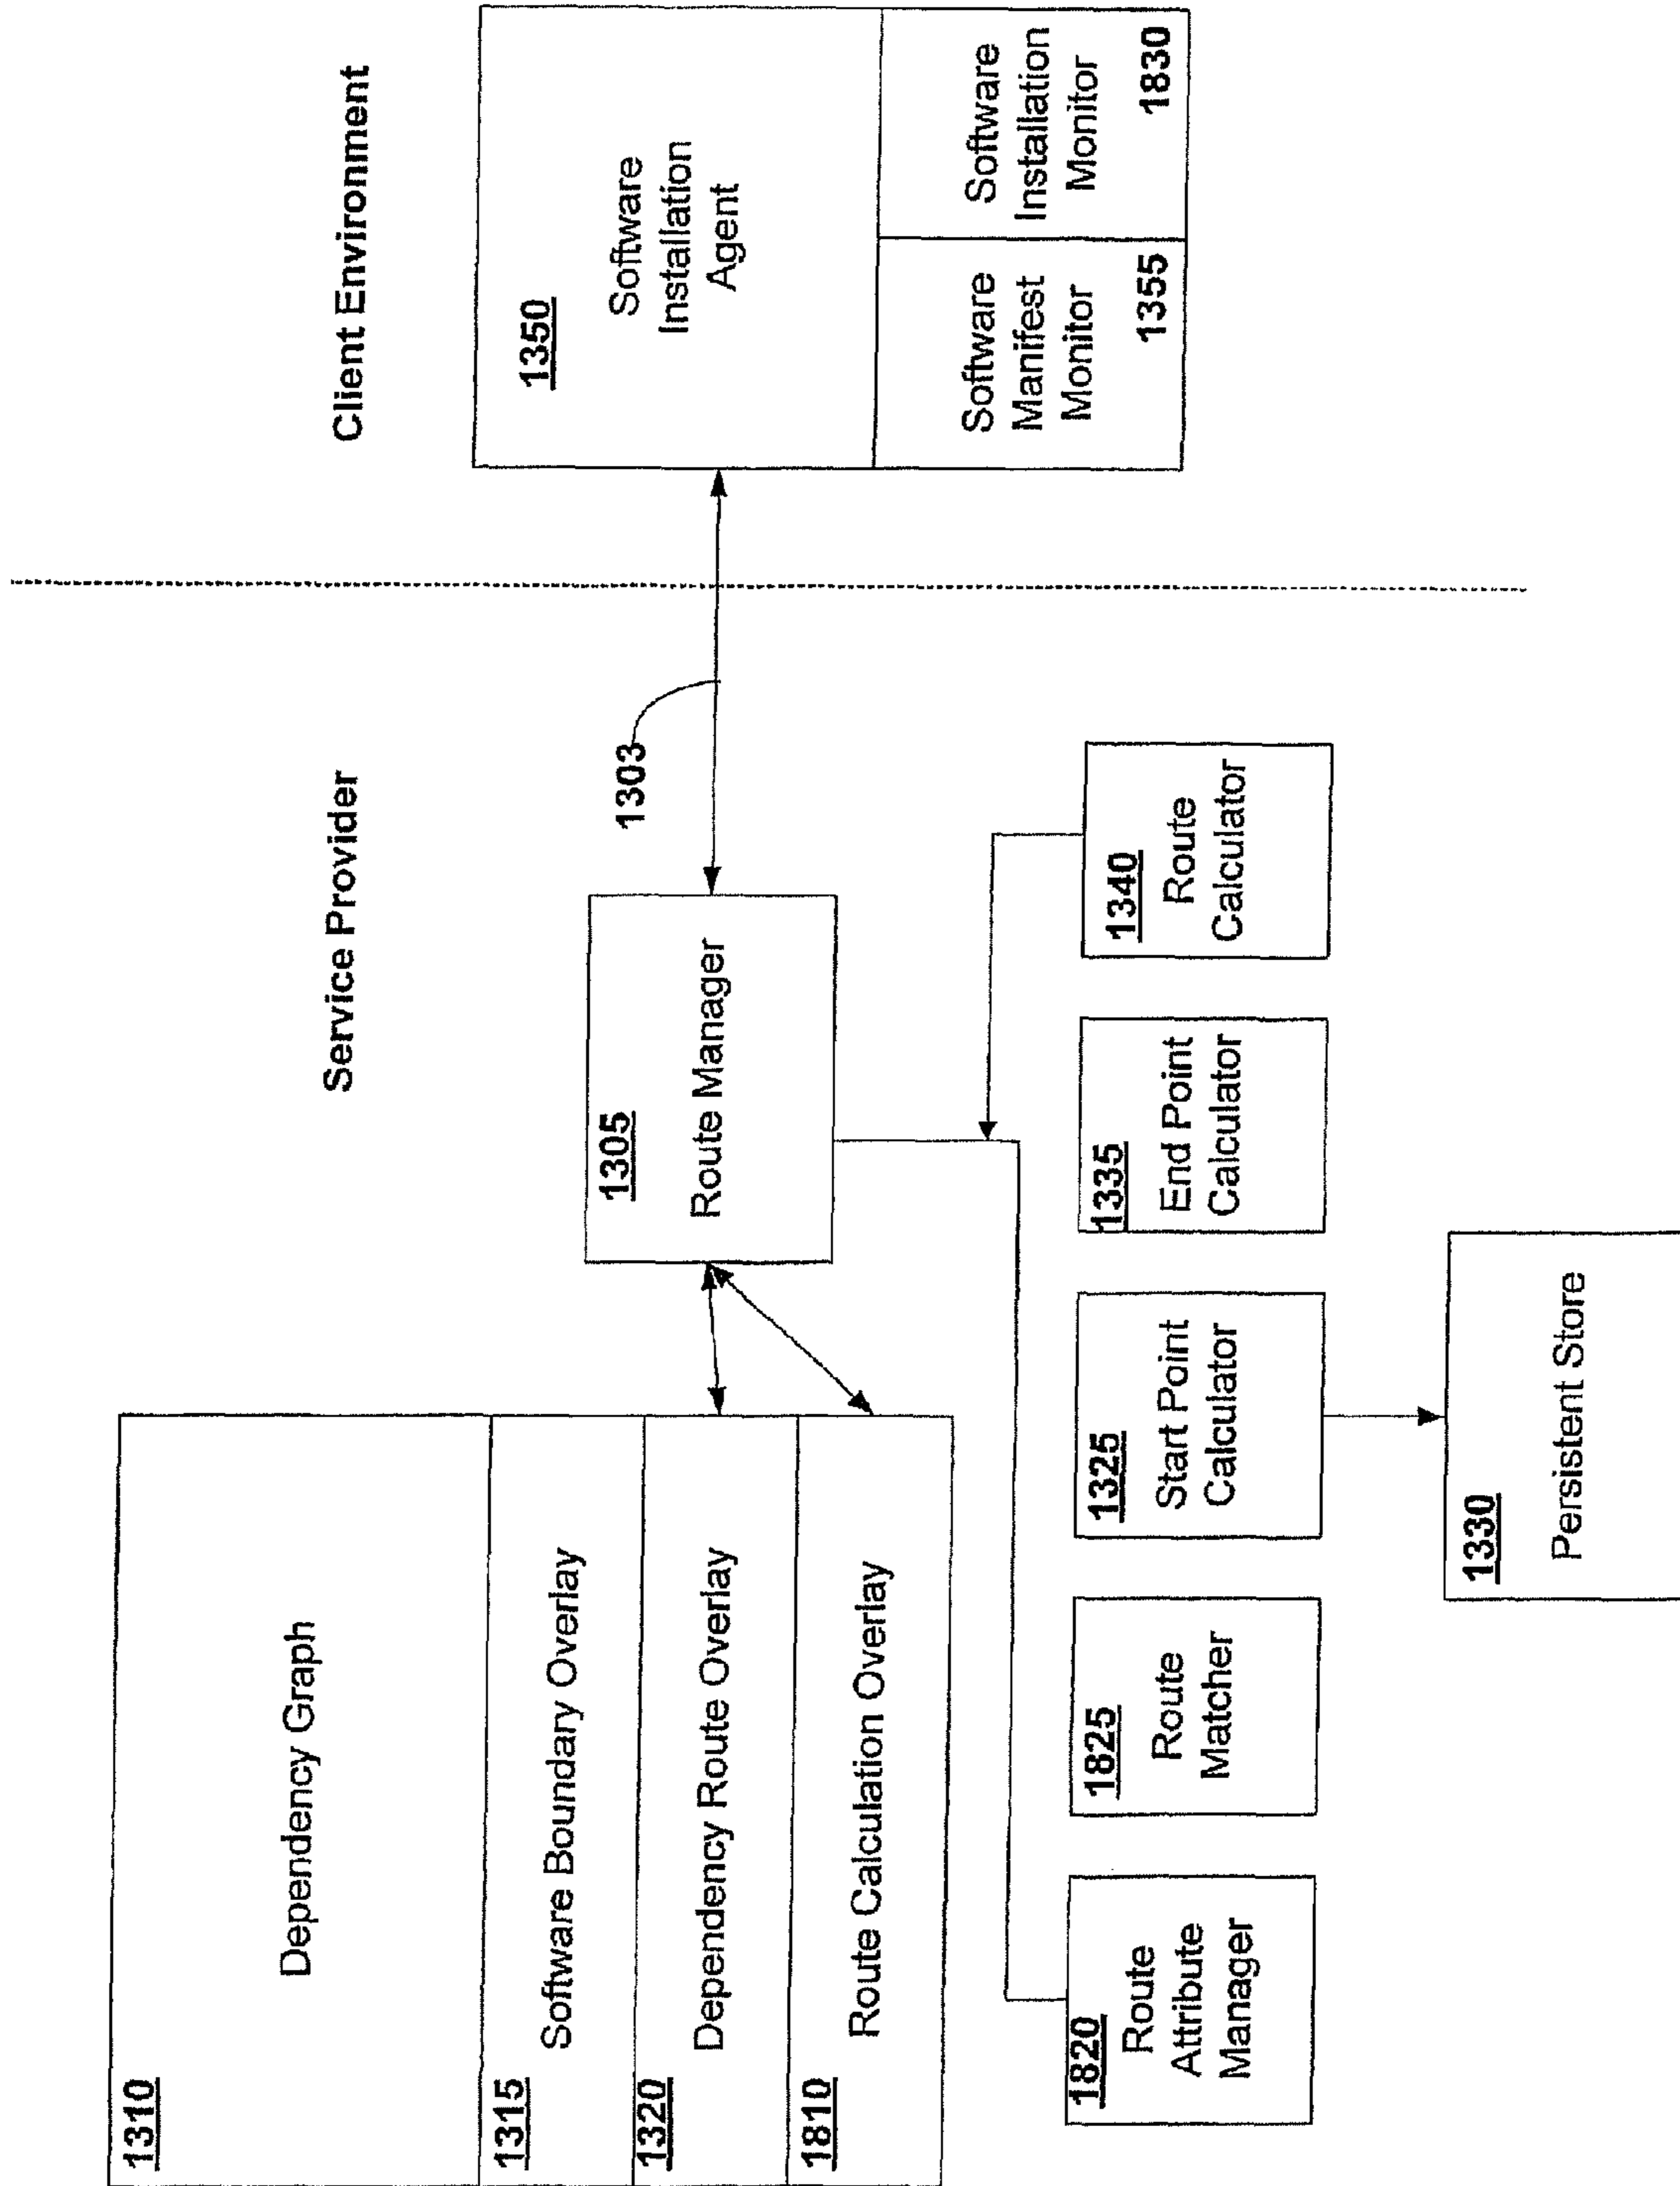 Service Provider
Client Environment
1310
Dependency Graph
1315
Software Boundary Overlay
1320
Dependency Route Overlay
1810
Route Calculation Overlay
1305
Route Manager
1303
1350
Software
Installation
Agent
Software
Manifest
Monitor
1355
Software
Installation
Monitor
1830
1820
Route
Attribute
Manager
1825
Route
Matcher
1325
Start Point
Calculator
1335
End Point
Calculator
1340
Route
Calculator
1330
Persistent Store